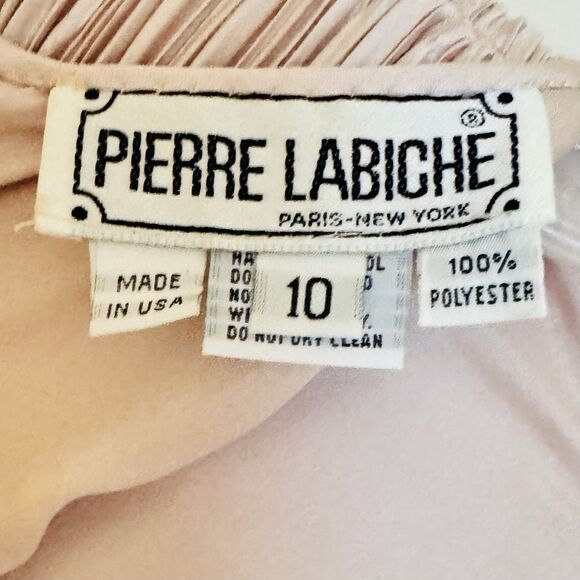 PIERRE LABICHE®
PARIS-NEW YORK
MADE
IN USA
10
DO NOT DRY CLEAN
100%
POLYESTER